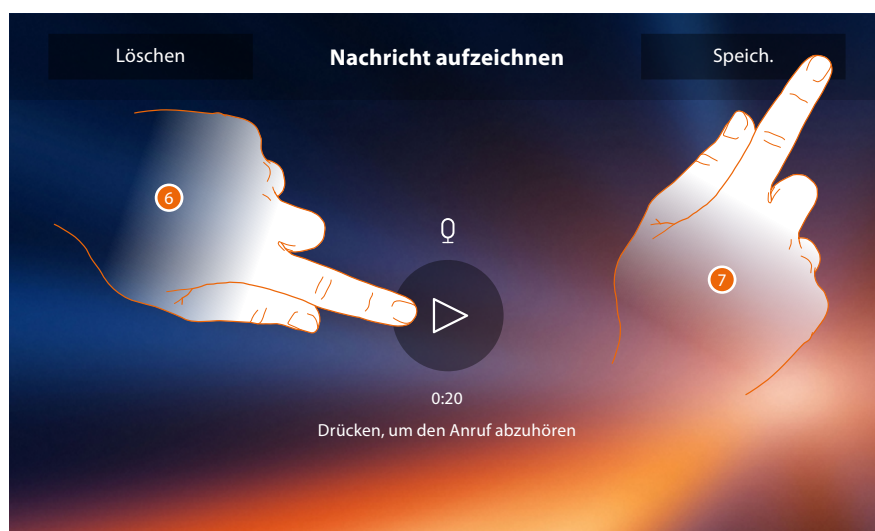 Löschen
Nachricht aufzeichnen
Speich.
6
7
0:20
Drücken, um den Anruf abzuhören